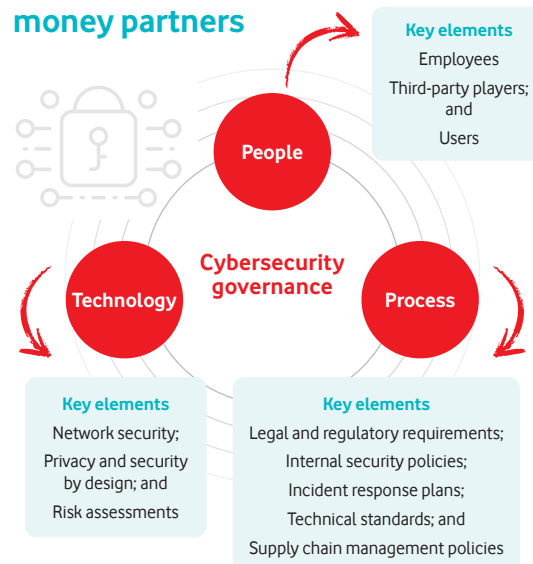 money partners
Key elements
Employees
Third-party players;
and
Users
People
Cybersecurity
governance
Technology
Process
Key elements
Network security;
Privacy and security
by design; and
Risk assessments
Key elements
Legal and regulatory requirements;
Internal security policies;
Incident response plans;
Technical standards; and
Supply chain management policies